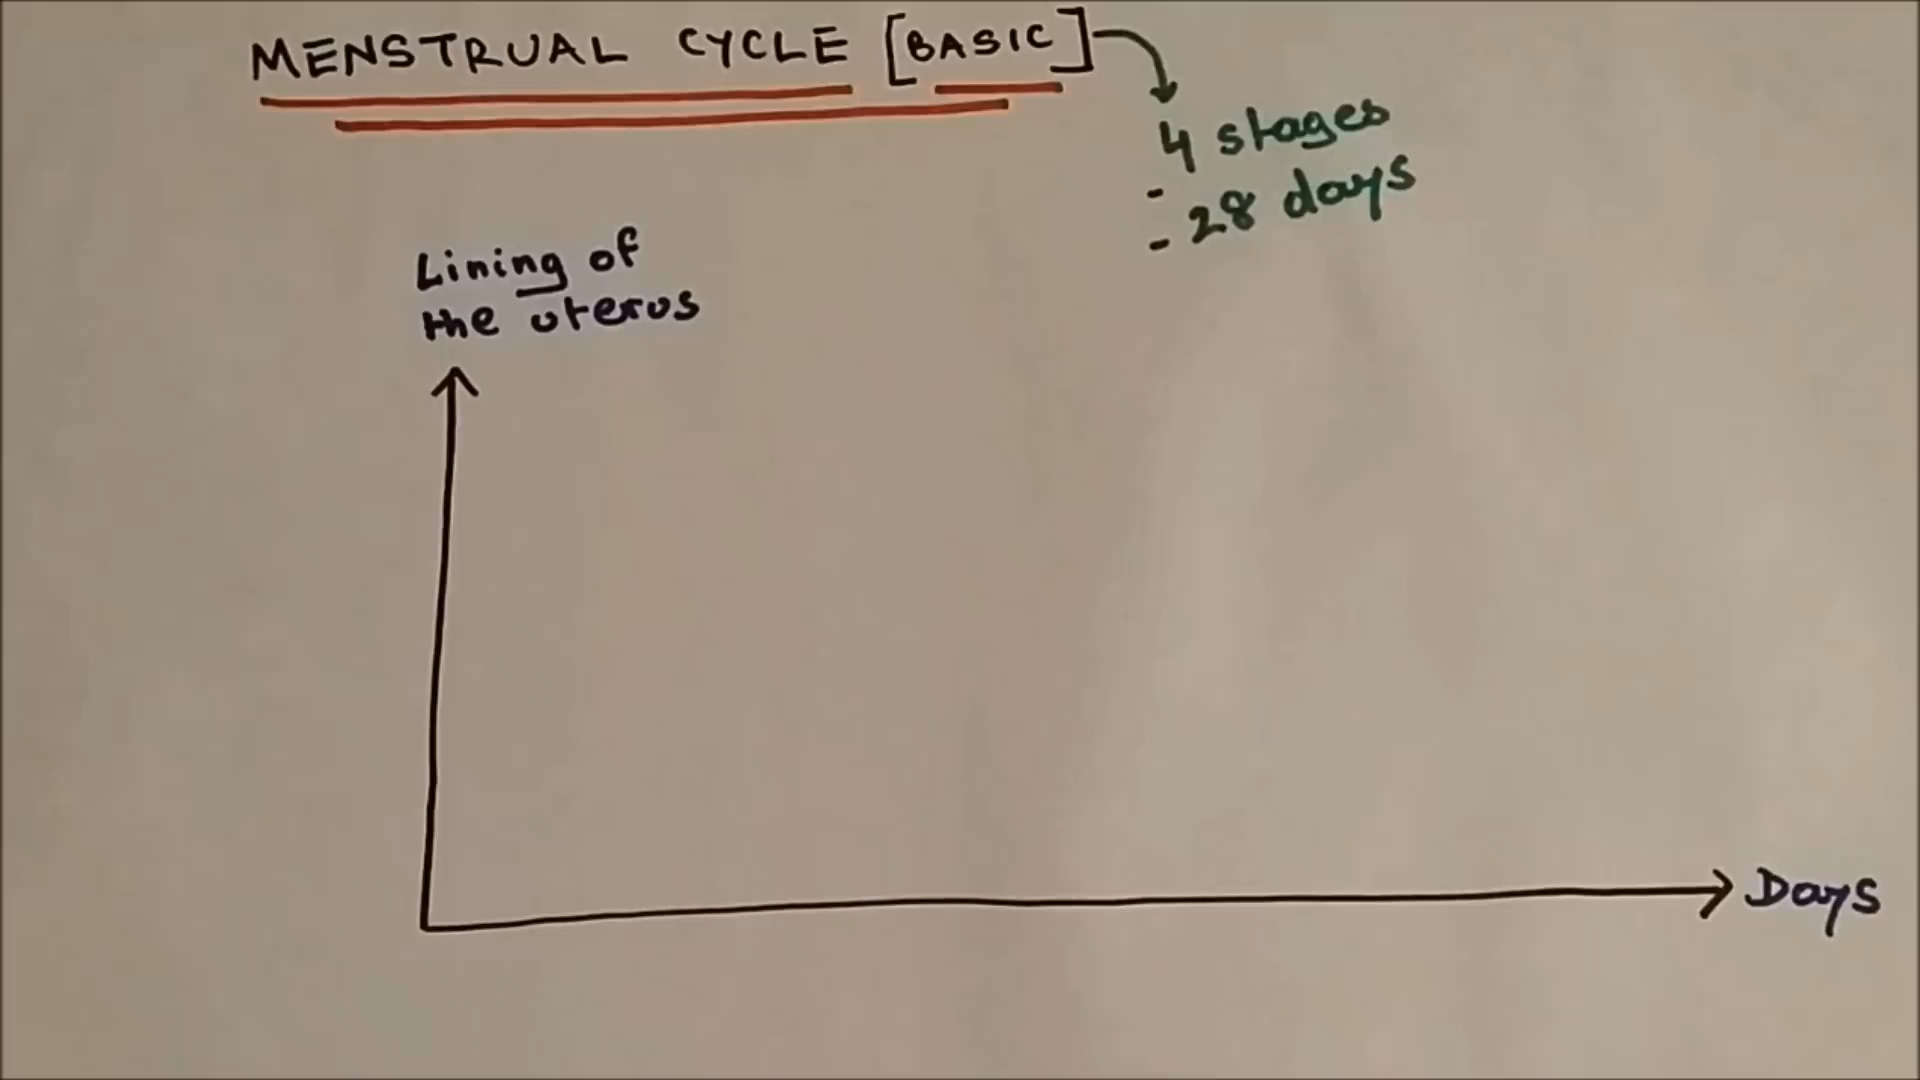 MENSTRUAL CYCLE [BASIC]
4 stages
- 28 days
-
Lining of
the uterus
Days